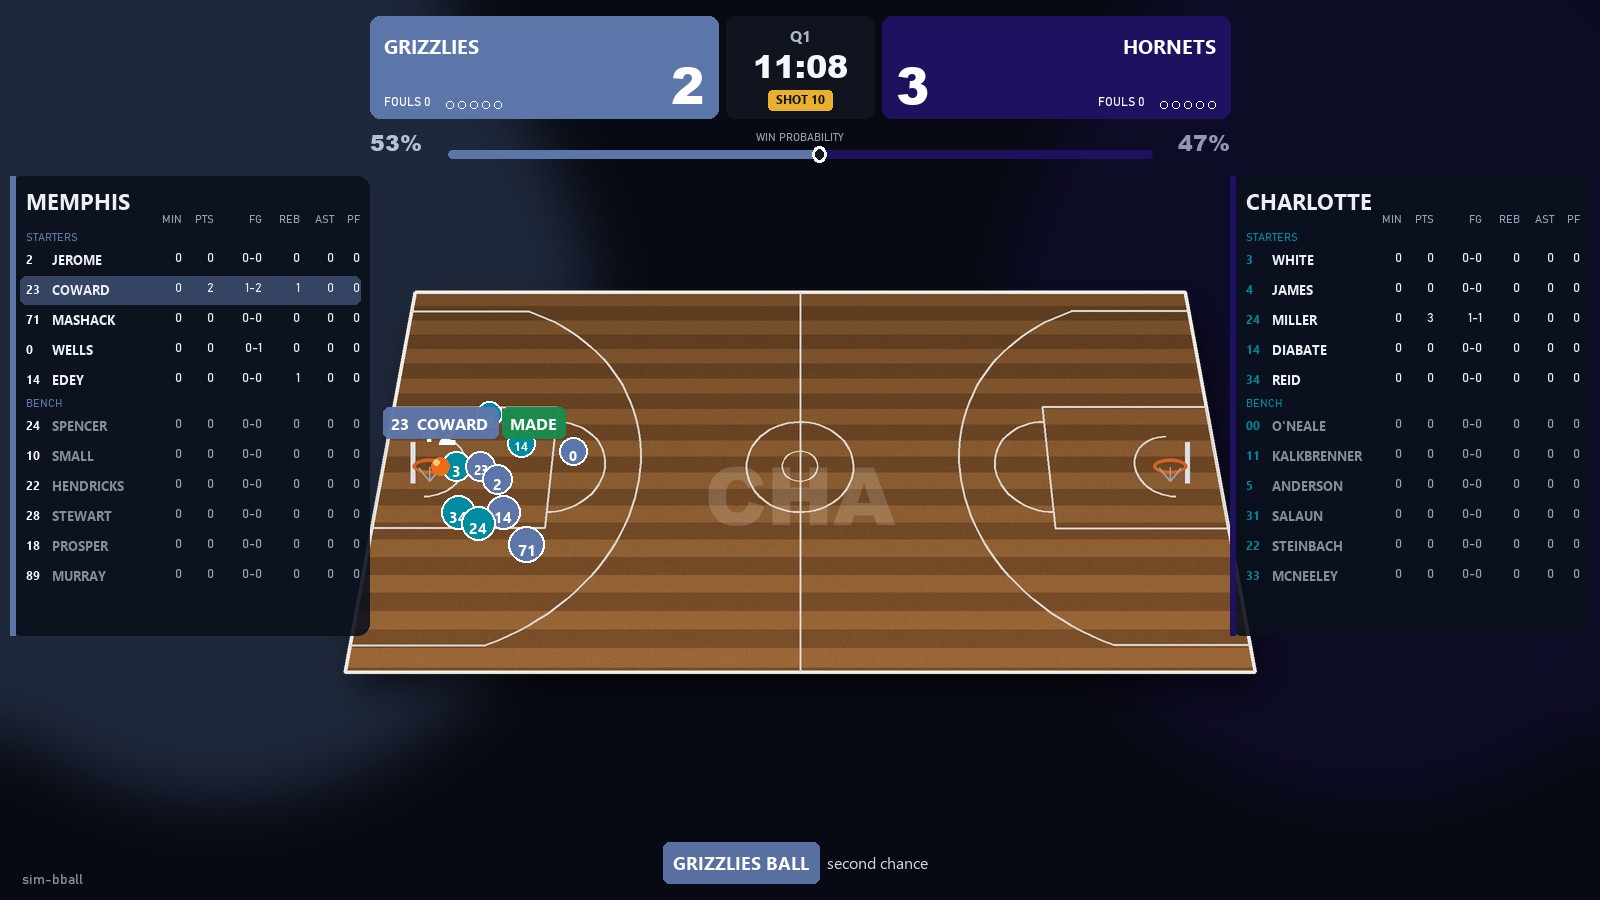 GRIZZLIES
2
FOULS 0
Q1
11:08
SHOT 10
HORNETS
3
FOULS 0
53%
WIN PROBABILITY
47%
MEMPHIS
MIN PTS FG REB AST PF
STARTERS
2 JEROME 0 0 0-0 0 0 0
23 COWARD 0 2 1-2 1 0 0
71 MASHACK 0 0 0-0 0 0 0
0 WELLS 0 0 0-1 0 0 0
14 EDEY 0 0 0-0 1 0 0
BENCH
24 SPENCER 0 0 0-0 0 0 0
10 SMALL 0 0 0-0 0 0 0
22 HENDRICKS 0 0 0-0 0 0 0
28 STEWART 0 0 0-0 0 0 0
18 PROSPER 0 0 0-0 0 0 0
89 MURRAY 0 0 0-0 0 0 0
CHARLOTTE
MIN PTS FG REB AST PF
STARTERS
3 WHITE 0 0 0-0 0 0 0
4 JAMES 0 0 0-0 0 0 0
24 MILLER 0 3 1-1 0 0 0
14 DIABATE 0 0 0-0 0 0 0
34 REID 0 0 0-0 0 0 0
BENCH
00 O'NEALE 0 0 0-0 0 0 0
11 KALKBRENNER 0 0 0-0 0 0 0
5 ANDERSON 0 0 0-0 0 0 0
31 SALAUN 0 0 0-0 0 0 0
22 STEINBACH 0 0 0-0 0 0 0
33 MCNEELEY 0 0 0-0 0 0 0
23 COWARD MADE
14
0
3
23
2
34
24
14
71
CHA
GRIZZLIES BALL second chance
sim-bball